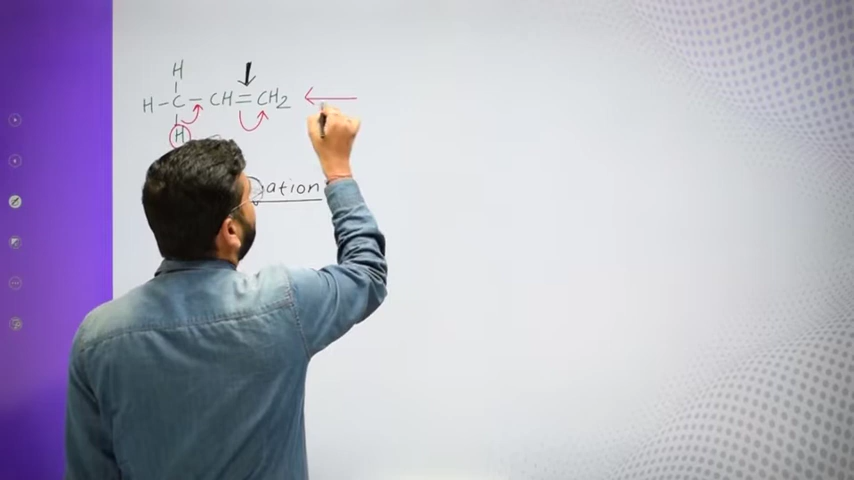 H
H - C - CH = CH2
H
ation